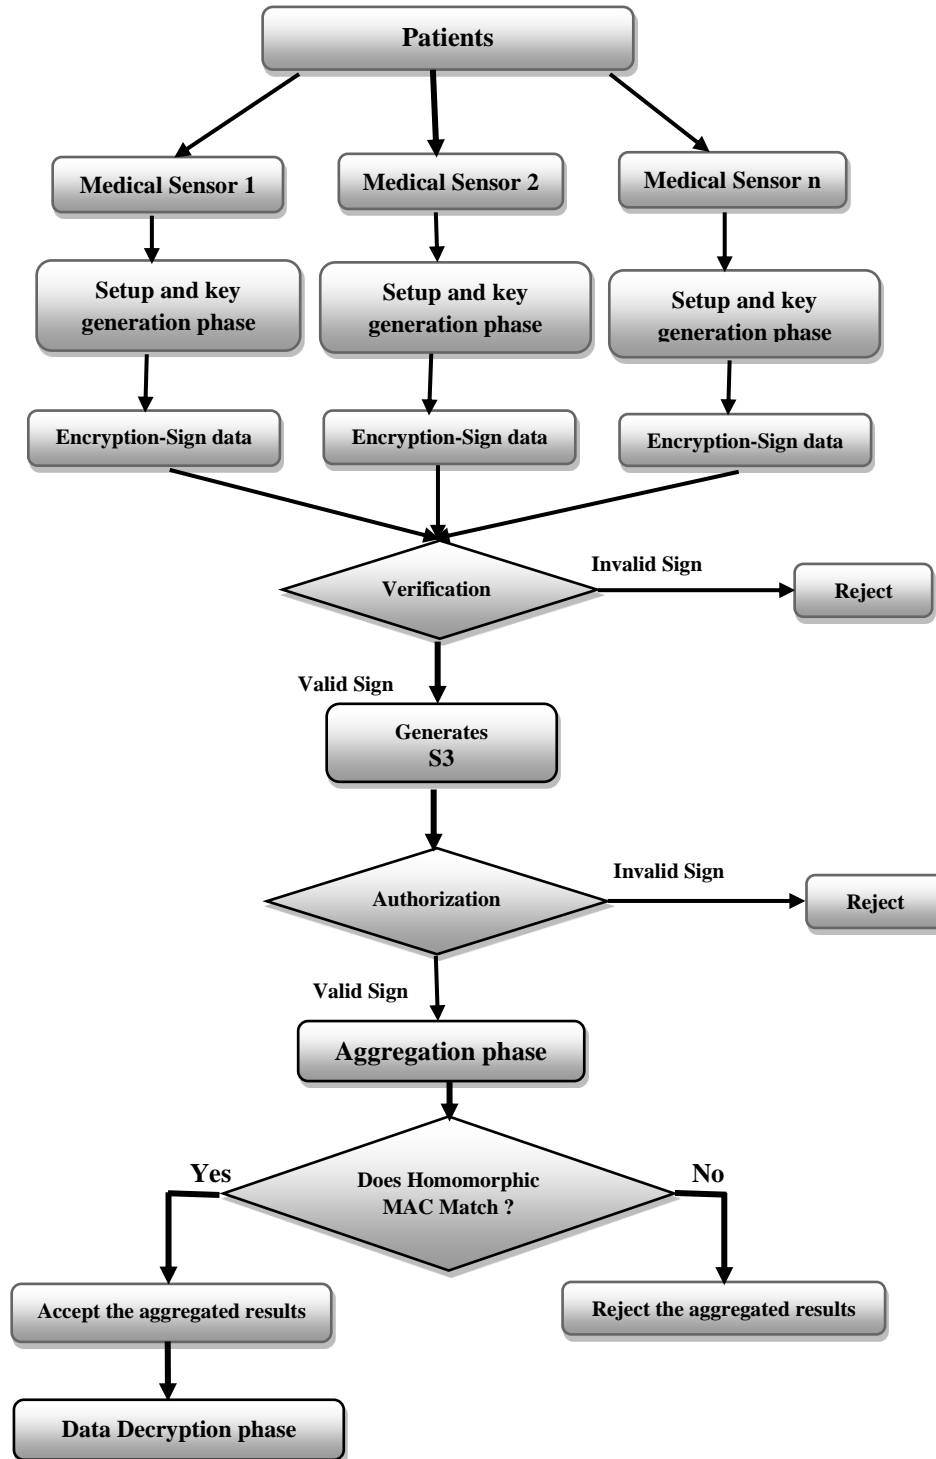 Patients
Medical Sensor 1
Medical Sensor 2
Medical Sensor n
Setup and key
generation phase
Setup and key
generation phase
Setup and key
generation phase
Encryption-Sign data
Encryption-Sign data
Encryption-Sign data
Verification
Invalid Sign
Reject
Valid Sign
Generates
S3
Authorization
Invalid Sign
Reject
Valid Sign
Aggregation phase
Does Homomorphic
MAC Match ?
Yes
No
Accept the aggregated results
Reject the aggregated results
Data Decryption phase